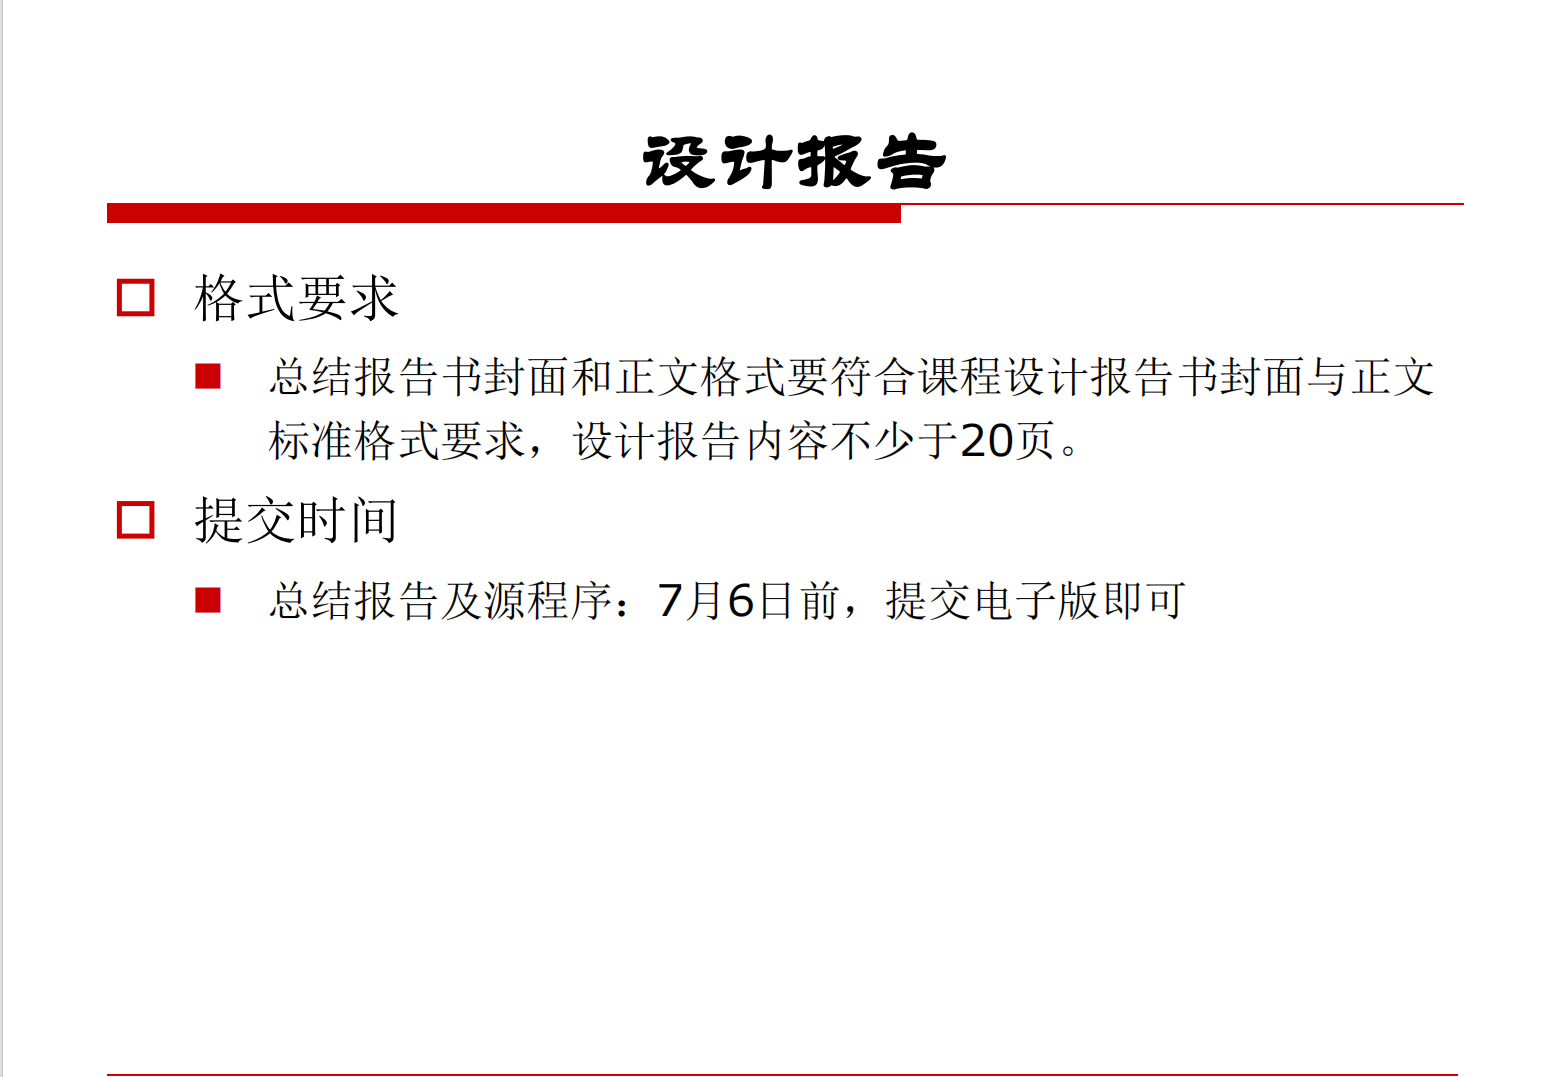 设计报告
格式要求
总结报告书封面和正文格式要符合课程设计报告书封面与正文
标准格式要求，设计报告内容不少于20页。
提交时间
总结报告及源程序：7月6日前，提交电子版即可